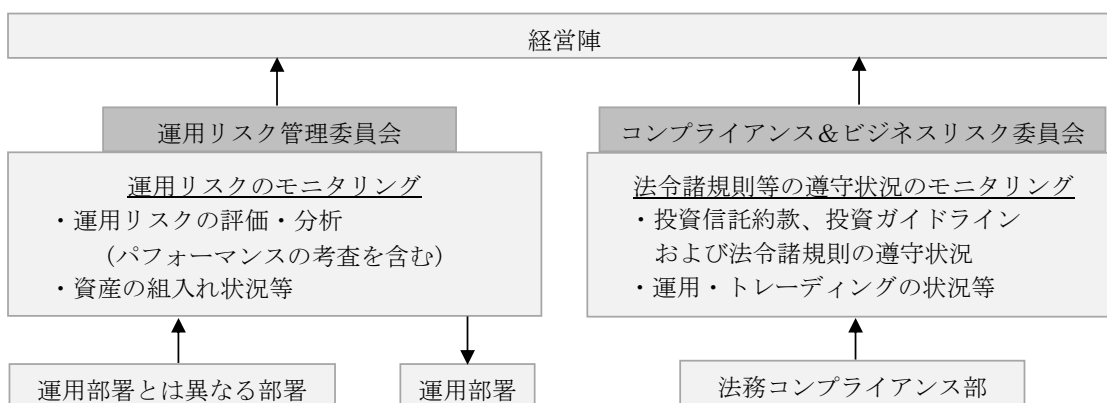 経営陣
運用リスク管理委員会
運用リスクのモニタリング
・運用リスクの評価・分析
（パフォーマンスの考査を含む）
・資産の組入れ状況等
コンプライアンス＆ビジネスリスク委員会
法令諸規則等の遵守状況のモニタリング
・投資信託約款、投資ガイドライン
および法令諸規則の遵守状況
・運用・トレーディングの状況等
運用部署とは異なる部署
運用部署
法務コンプライアンス部